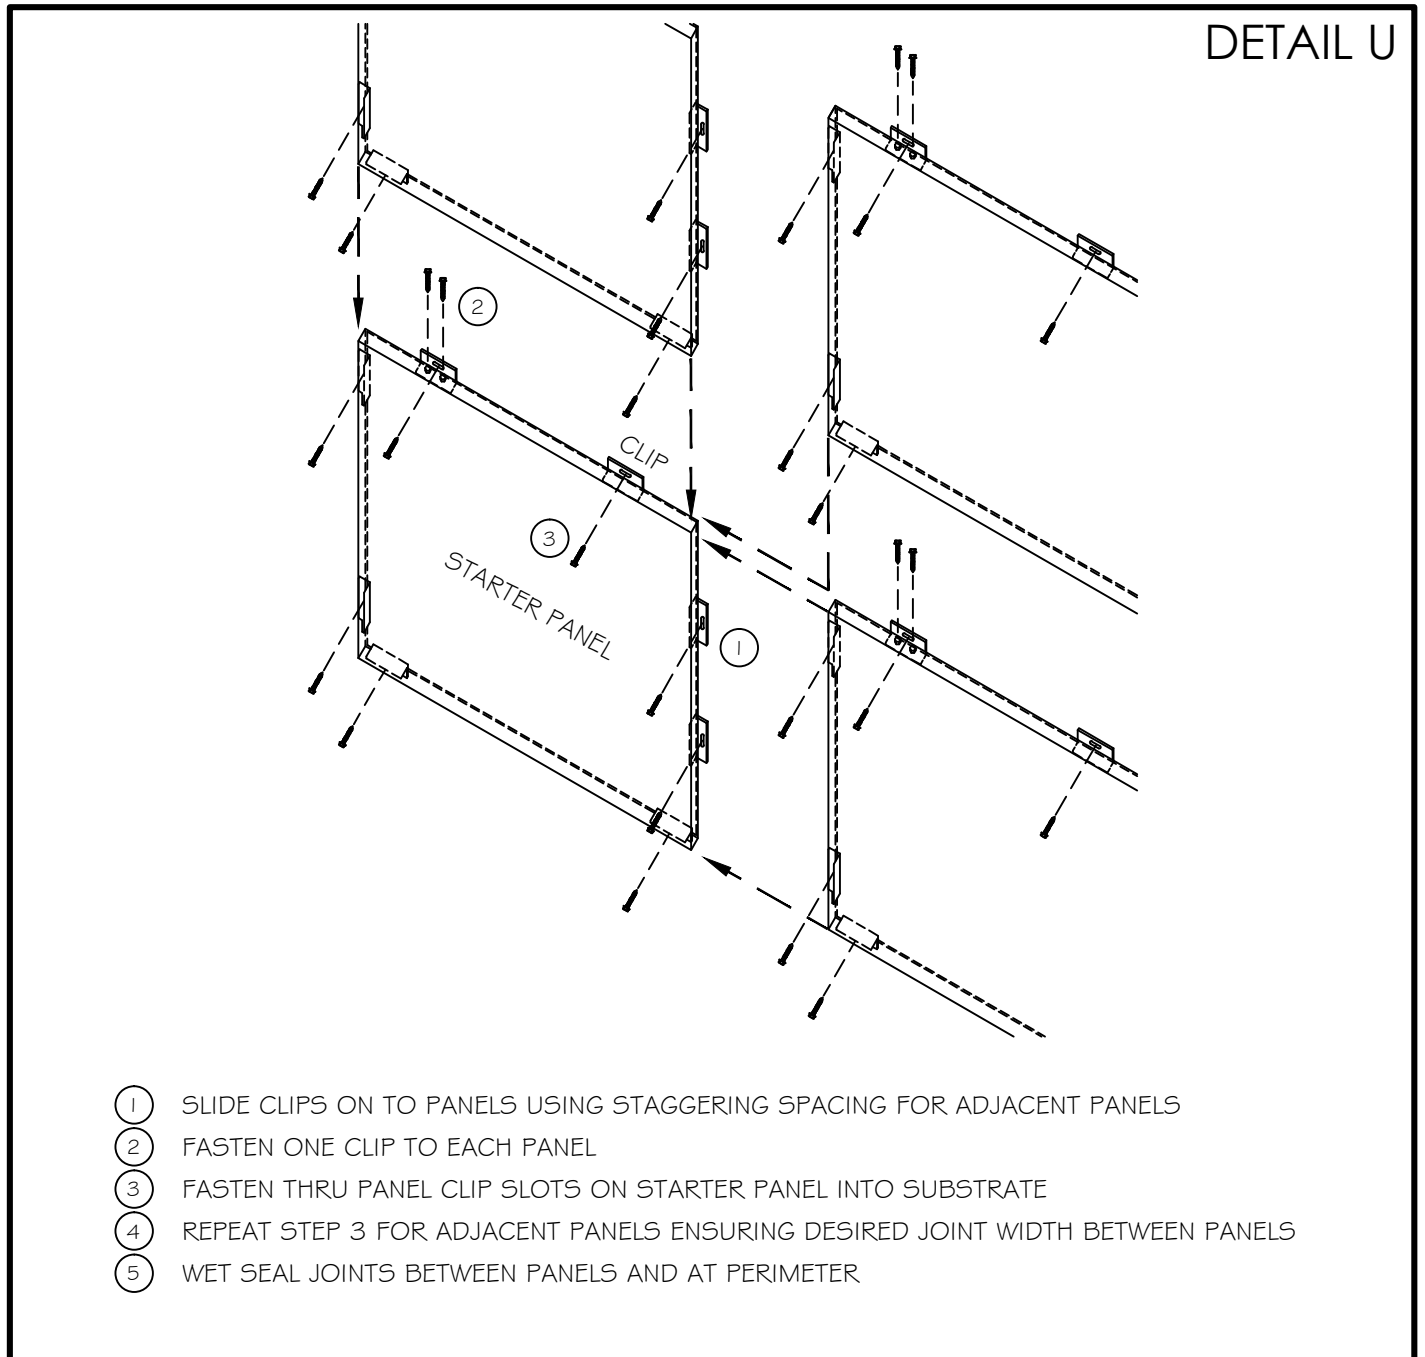 DETAIL U
2
CLIP
3
STARTER PANEL
1
1 SLIDE CLIPS ON TO PANELS USING STAGGERING SPACING FOR ADJACENT PANELS
2 FASTEN ONE CLIP TO EACH PANEL
3 FASTEN THRU PANEL CLIP SLOTS ON STARTER PANEL INTO SUBSTRATE
4 REPEAT STEP 3 FOR ADJACENT PANELS ENSURING DESIRED JOINT WIDTH BETWEEN PANELS
5 WET SEAL JOINTS BETWEEN PANELS AND AT PERIMETER